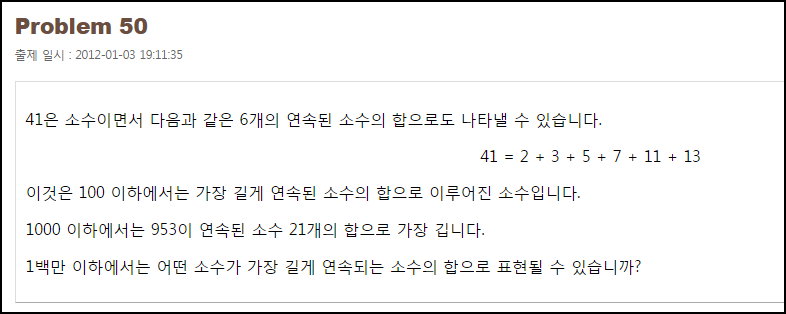 Problem 50
출제 일시 : 2012-01-03 19:11:35
41은 소수이면서 다음과 같은 6개의 연속된 소수의 합으로도 나타낼 수 있습니다.
41 = 2 + 3 + 5 + 7 + 11 + 13
이것은 100 이하에서는 가장 길게 연속된 소수의 합으로 이루어진 소수입니다.
1000 이하에서는 953이 연속된 소수 21개의 합으로 가장 깁니다.
1백만 이하에서는 어떤 소수가 가장 길게 연속되는 소수의 합으로 표현될 수 있습니까?